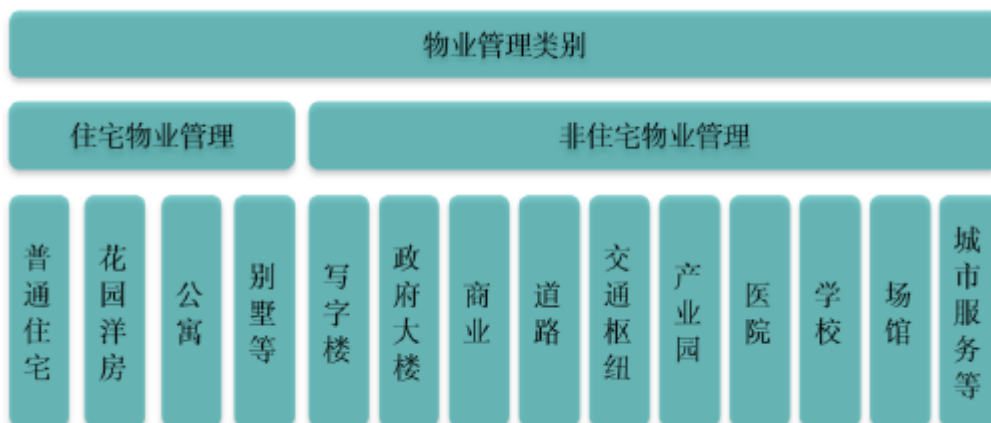 物业管理类别
住宅物业管理
非住宅物业管理
普通住宅
花园洋房
公寓
别墅等
写字楼
政府大楼
商业
道路
交通枢纽
产业园
医院
学校
场馆
城市服务等